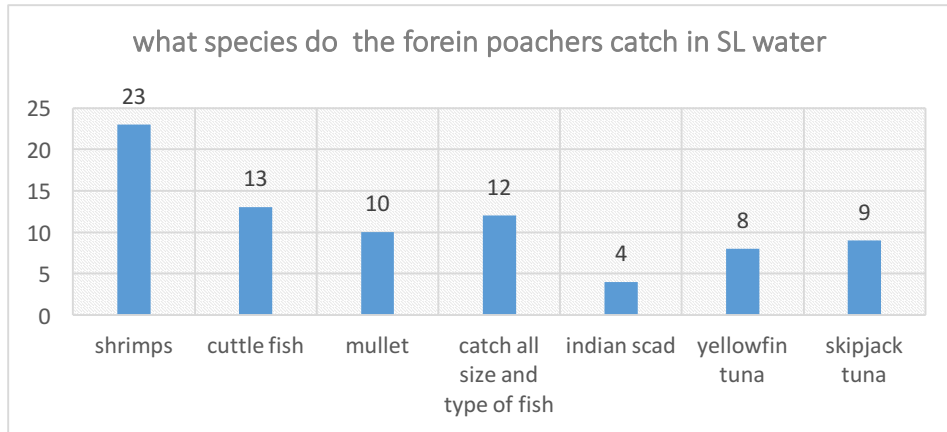 what species do the forein poachers catch in SL water
25
20
15
10
5
0
23
13
10
12
4
8
9
shrimps
cuttle fish
mullet
catch all
size and
type of fish
indian scad
yellowfin
tuna
skipjack
tuna